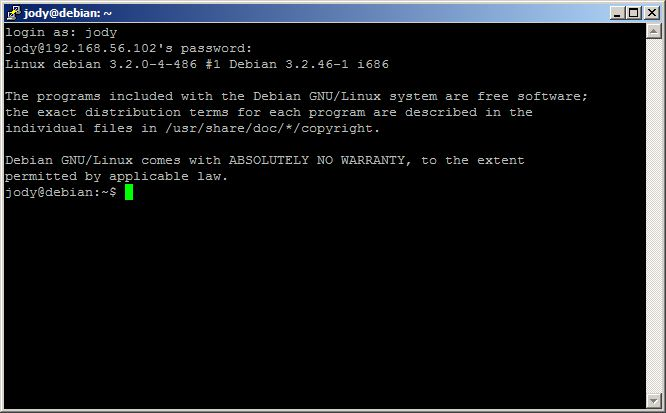 jody@debian: ~
login as: jody
jody@192.168.56.102's password:
Linux debian 3.2.0-4-486 #1 Debian 3.2.46-1 i686
The programs included with the Debian GNU/Linux system are free software;
the exact distribution terms for each program are described in the
individual files in /usr/share/doc/*/copyright.
Debian GNU/Linux comes with ABSOLUTELY NO WARRANTY, to the extent
permitted by applicable law.
jody@debian:~$